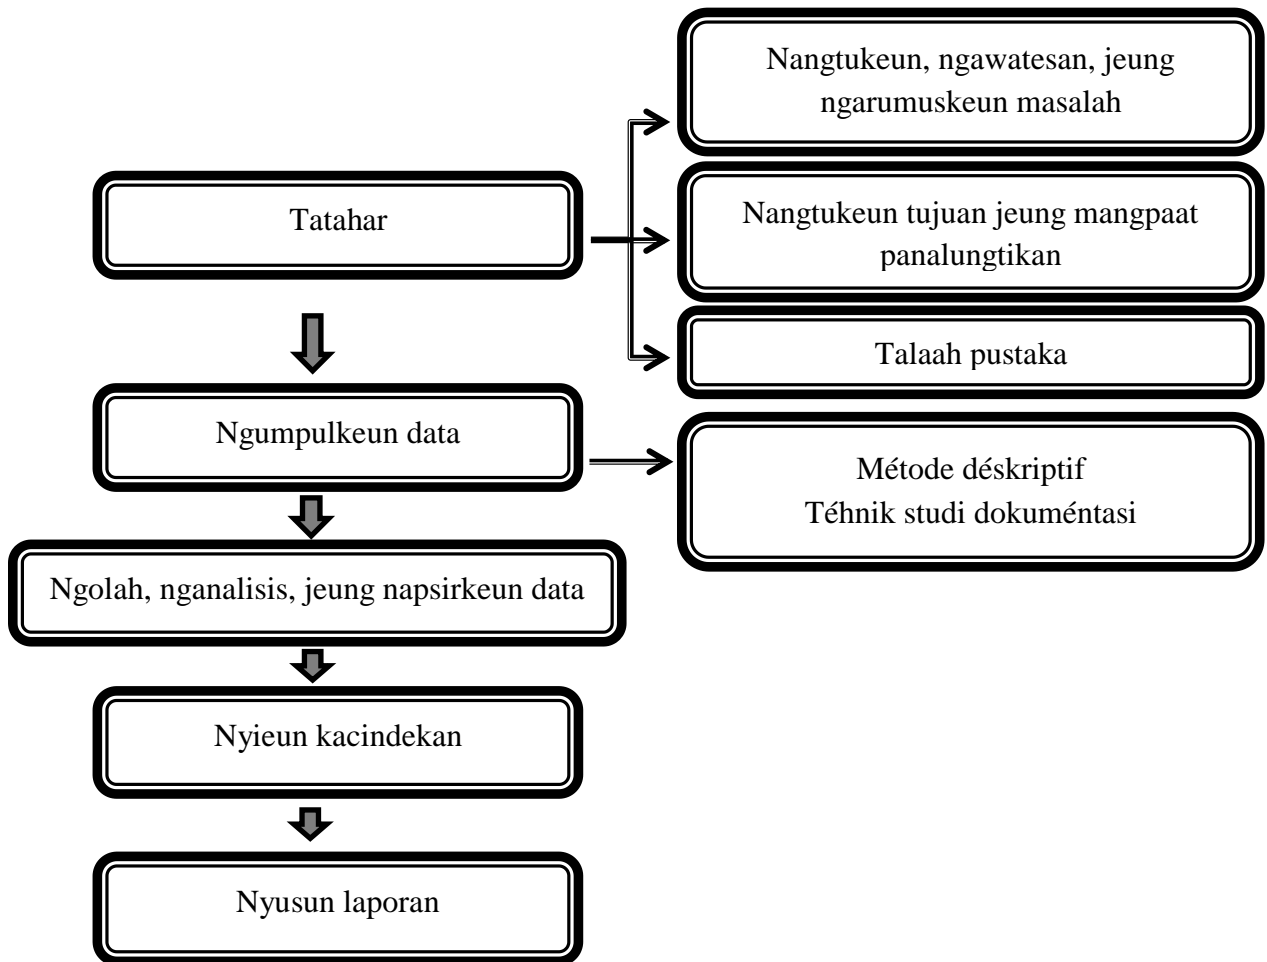 Tatahar
Nangtukeun, ngawatesan, jeung
ngarumuskeun masalah
Nangtukeun tujuan jeung mangpaat
panalungtikan
Talaah pustaka
Ngumpulkeun data
Métode déskriptif
Téhnik studi dokuméntasi
Ngolah, nganalisis, jeung napsirkeun data
Nyieun kacindekan
Nyusun laporan